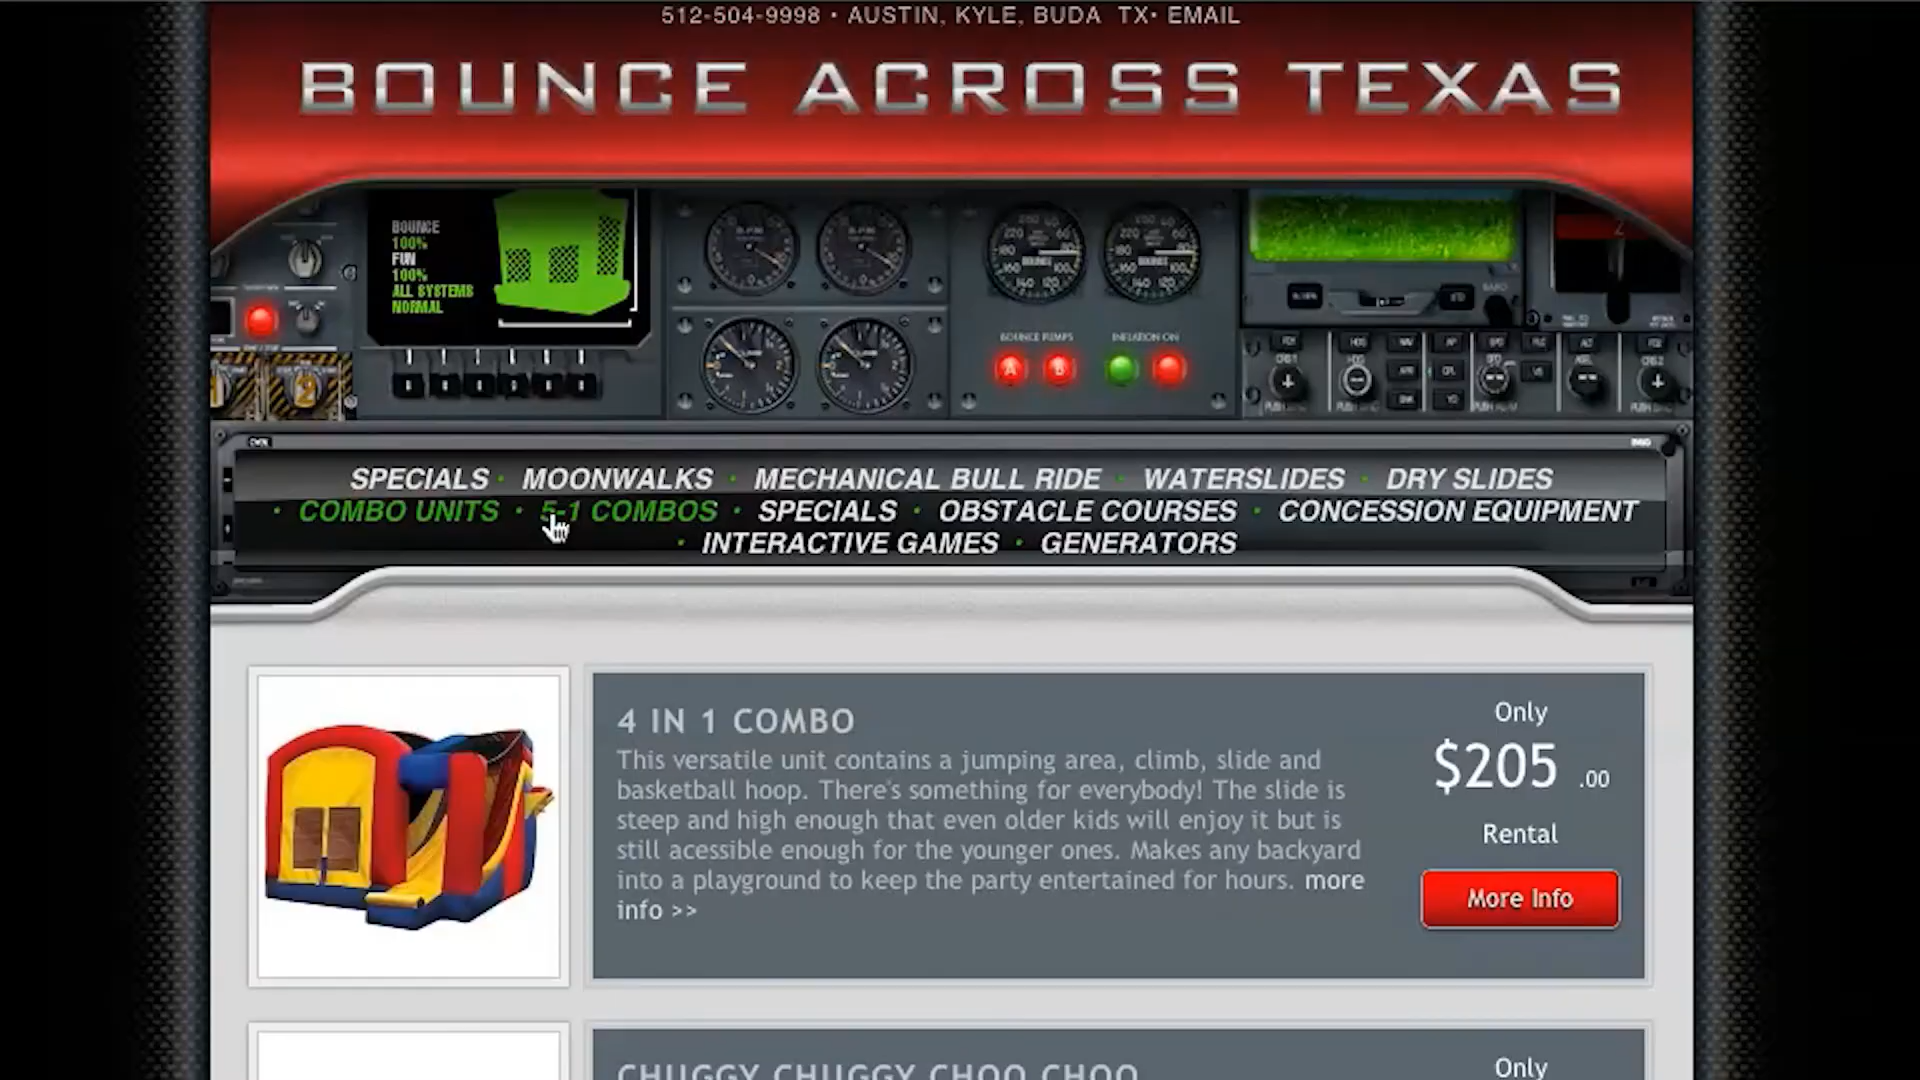 512-504-9998 • AUSTIN, KYLE, BUDA TX• EMAIL
BOUNCE ACROSS TEXAS
BOUNCE
100%
FUN
100%
ALL SYSTEMS
NORMAL
BOUNCE PUMPS
INFLATION ON
A B
2
SPECIALS • MOONWALKS • MECHANICAL BULL RIDE • WATERSLIDES • DRY SLIDES
• COMBO UNITS • 5-1 COMBOS • SPECIALS • OBSTACLE COURSES • CONCESSION EQUIPMENT
• INTERACTIVE GAMES • GENERATORS
4 IN 1 COMBO
This versatile unit contains a jumping area, climb, slide and
basketball hoop. There's something for everybody! The slide is
steep and high enough that even older kids will enjoy it but is
still acessible enough for the younger ones. Makes any backyard
into a playground to keep the party entertained for hours. more
info >>
Only
$205 .00
Rental
More Info
CHUGGY CHUGGY CHOO CHOO
Only